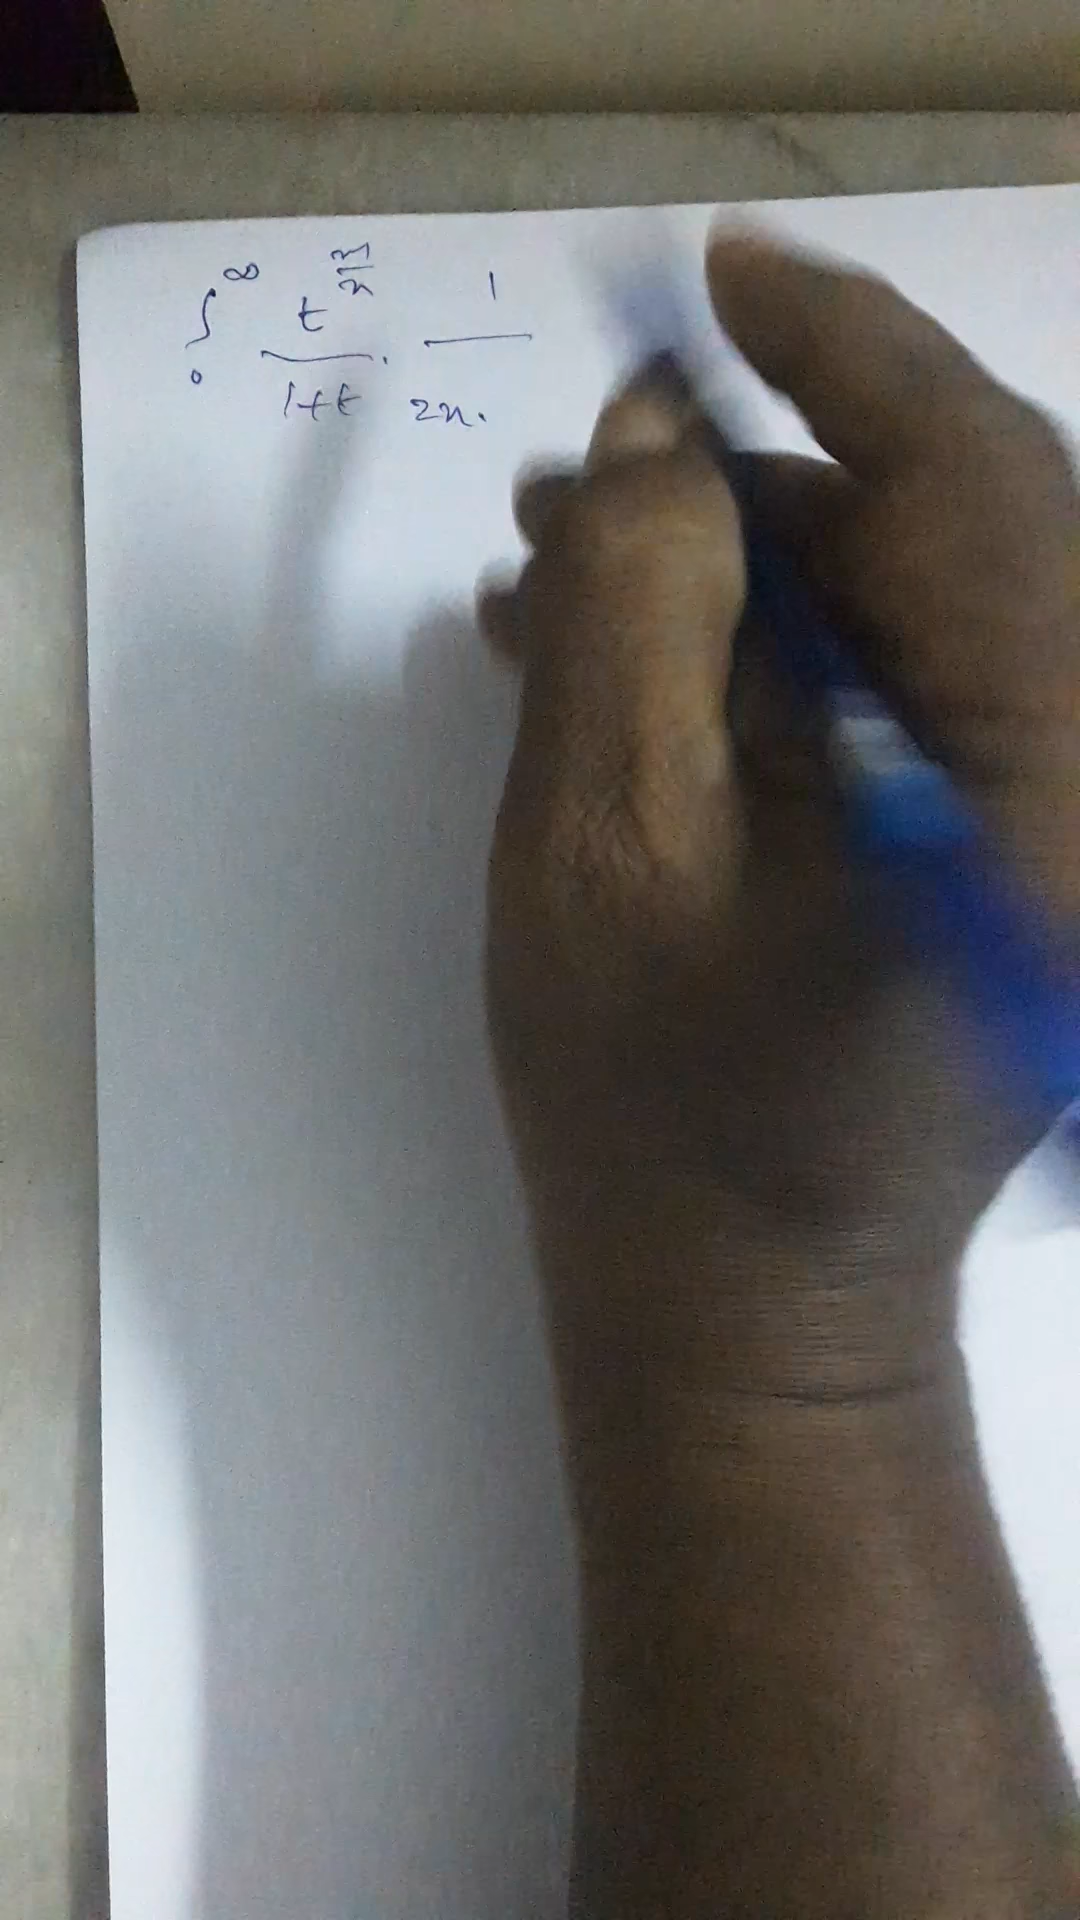 ∫₀^∞ t^(m/n) / (1+t) · 1 / 2n.